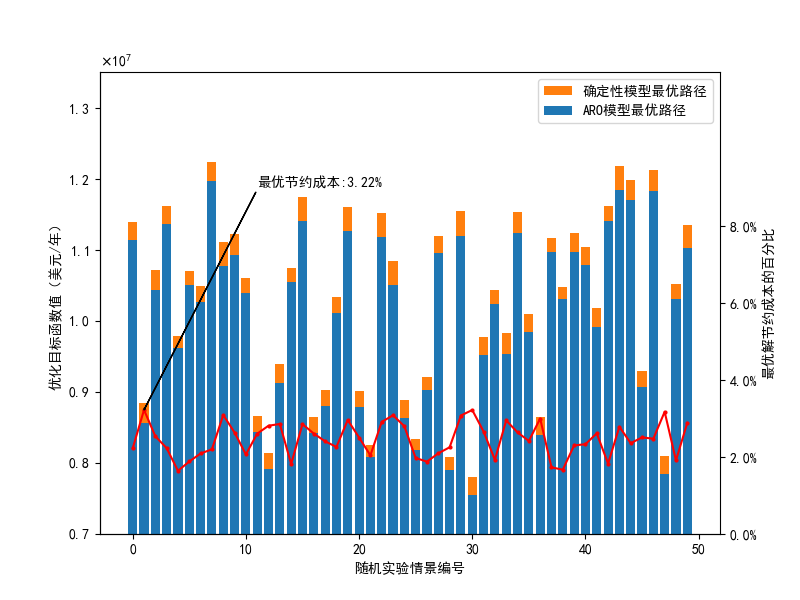 ×10⁷
确定性模型最优路径
ARO模型最优路径
最优节约成本:3.22%
优化目标函数值（美元/年）
1.3
1.2
1.1
1.0
0.9
0.8
0.7
8.0%
6.0%
4.0%
2.0%
0.0%
最优解节约成本的百分比
0 10 20 30 40 50
随机实验情景编号